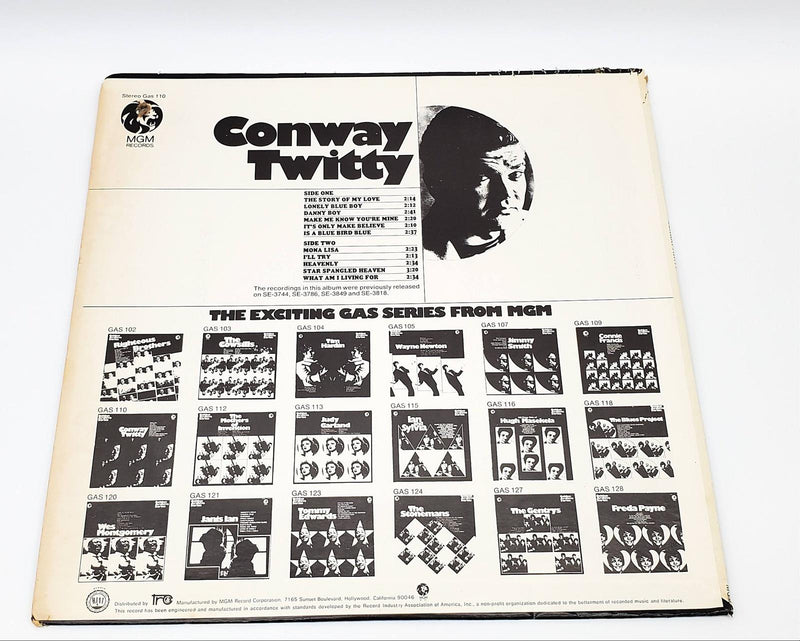 Stereo Gas 110
MGM
RECORDS
Conway
Twitty
SIDE ONE
THE STORY OF MY LOVE 2:14
LONELY BLUE BOY 2:12
DANNY BOY 2:41
MAKE ME KNOW YOU'RE MINE 2:20
IT'S ONLY MAKE BELIEVE 2:10
IS A BLUE BIRD BLUE 2:37
SIDE TWO
MONA LISA 2:23
I'LL TRY 2:13
HEAVENLY 2:34
STAR SPANGLED HEAVEN 3:20
WHAT AM I LIVING FOR 2:34
The recordings in this album were previously released
on SE-3744, SE-3786, SE-3849 and SE-3818.
THE EXCITING GAS SERIES FROM MGM
GAS 102 GAS 103 GAS 104 GAS 105 GAS 107 GAS 109
Righteous
Brothers
The
Cowsills
Tim
Hardin
Wayne Newton
Jimmy
Smith
Connie
Francis
GAS 110 GAS 112 GAS 113 GAS 115 GAS 116 GAS 118
Conway
Twitty
The
Mothers
of
Invention
Judy
Garland
Ian
Sylvia
Hugh Masekela
The Blues Project
GAS 120 GAS 121 GAS 123 GAS 124 GAS 127 GAS 128
Wes
Montgomery
Janis Ian
Tommy
Edwards
The
Stonemans
The Gentrys
Freda Payne
Distributed by Manufactured by MGM Record Corporation, 7165 Sunset Boulevard, Hollywood, California 90046
This record has been engineered and manufactured in accordance with standards developed by the Record Industry Association of America, Inc., a non-profit organization dedicated to the betterment of recorded music and literature.